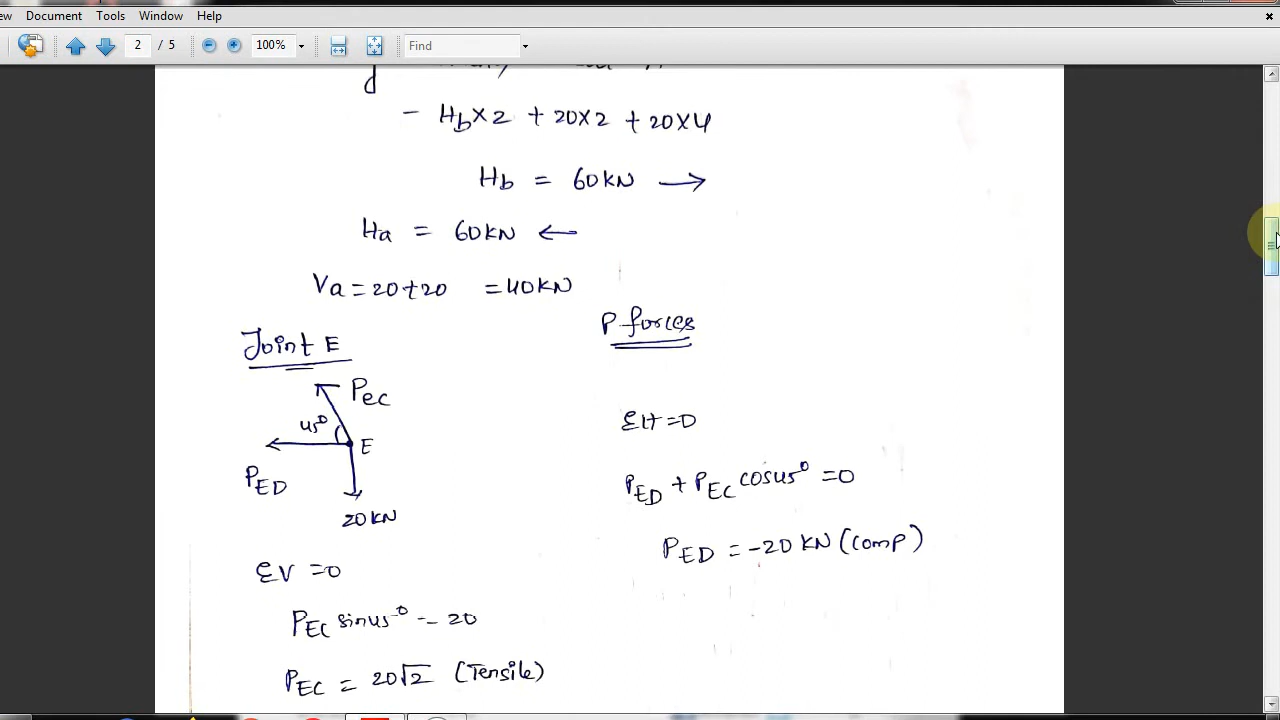 Document Tools Window Help
2 / 5 100% Find
- Hb×2 + 20×2 + 20×4
Hb = 60KN →
Ha = 60KN ←
Va = 20+20 = 40KN
P forces
Joint E
PEC
45°
E
PED
20KN
ΣH=0
PED + PEC cos45° = 0
PED = -20 KN (comp)
ΣV = 0
PEC sin45° = 20
PEC = 20√2 (Tensile)